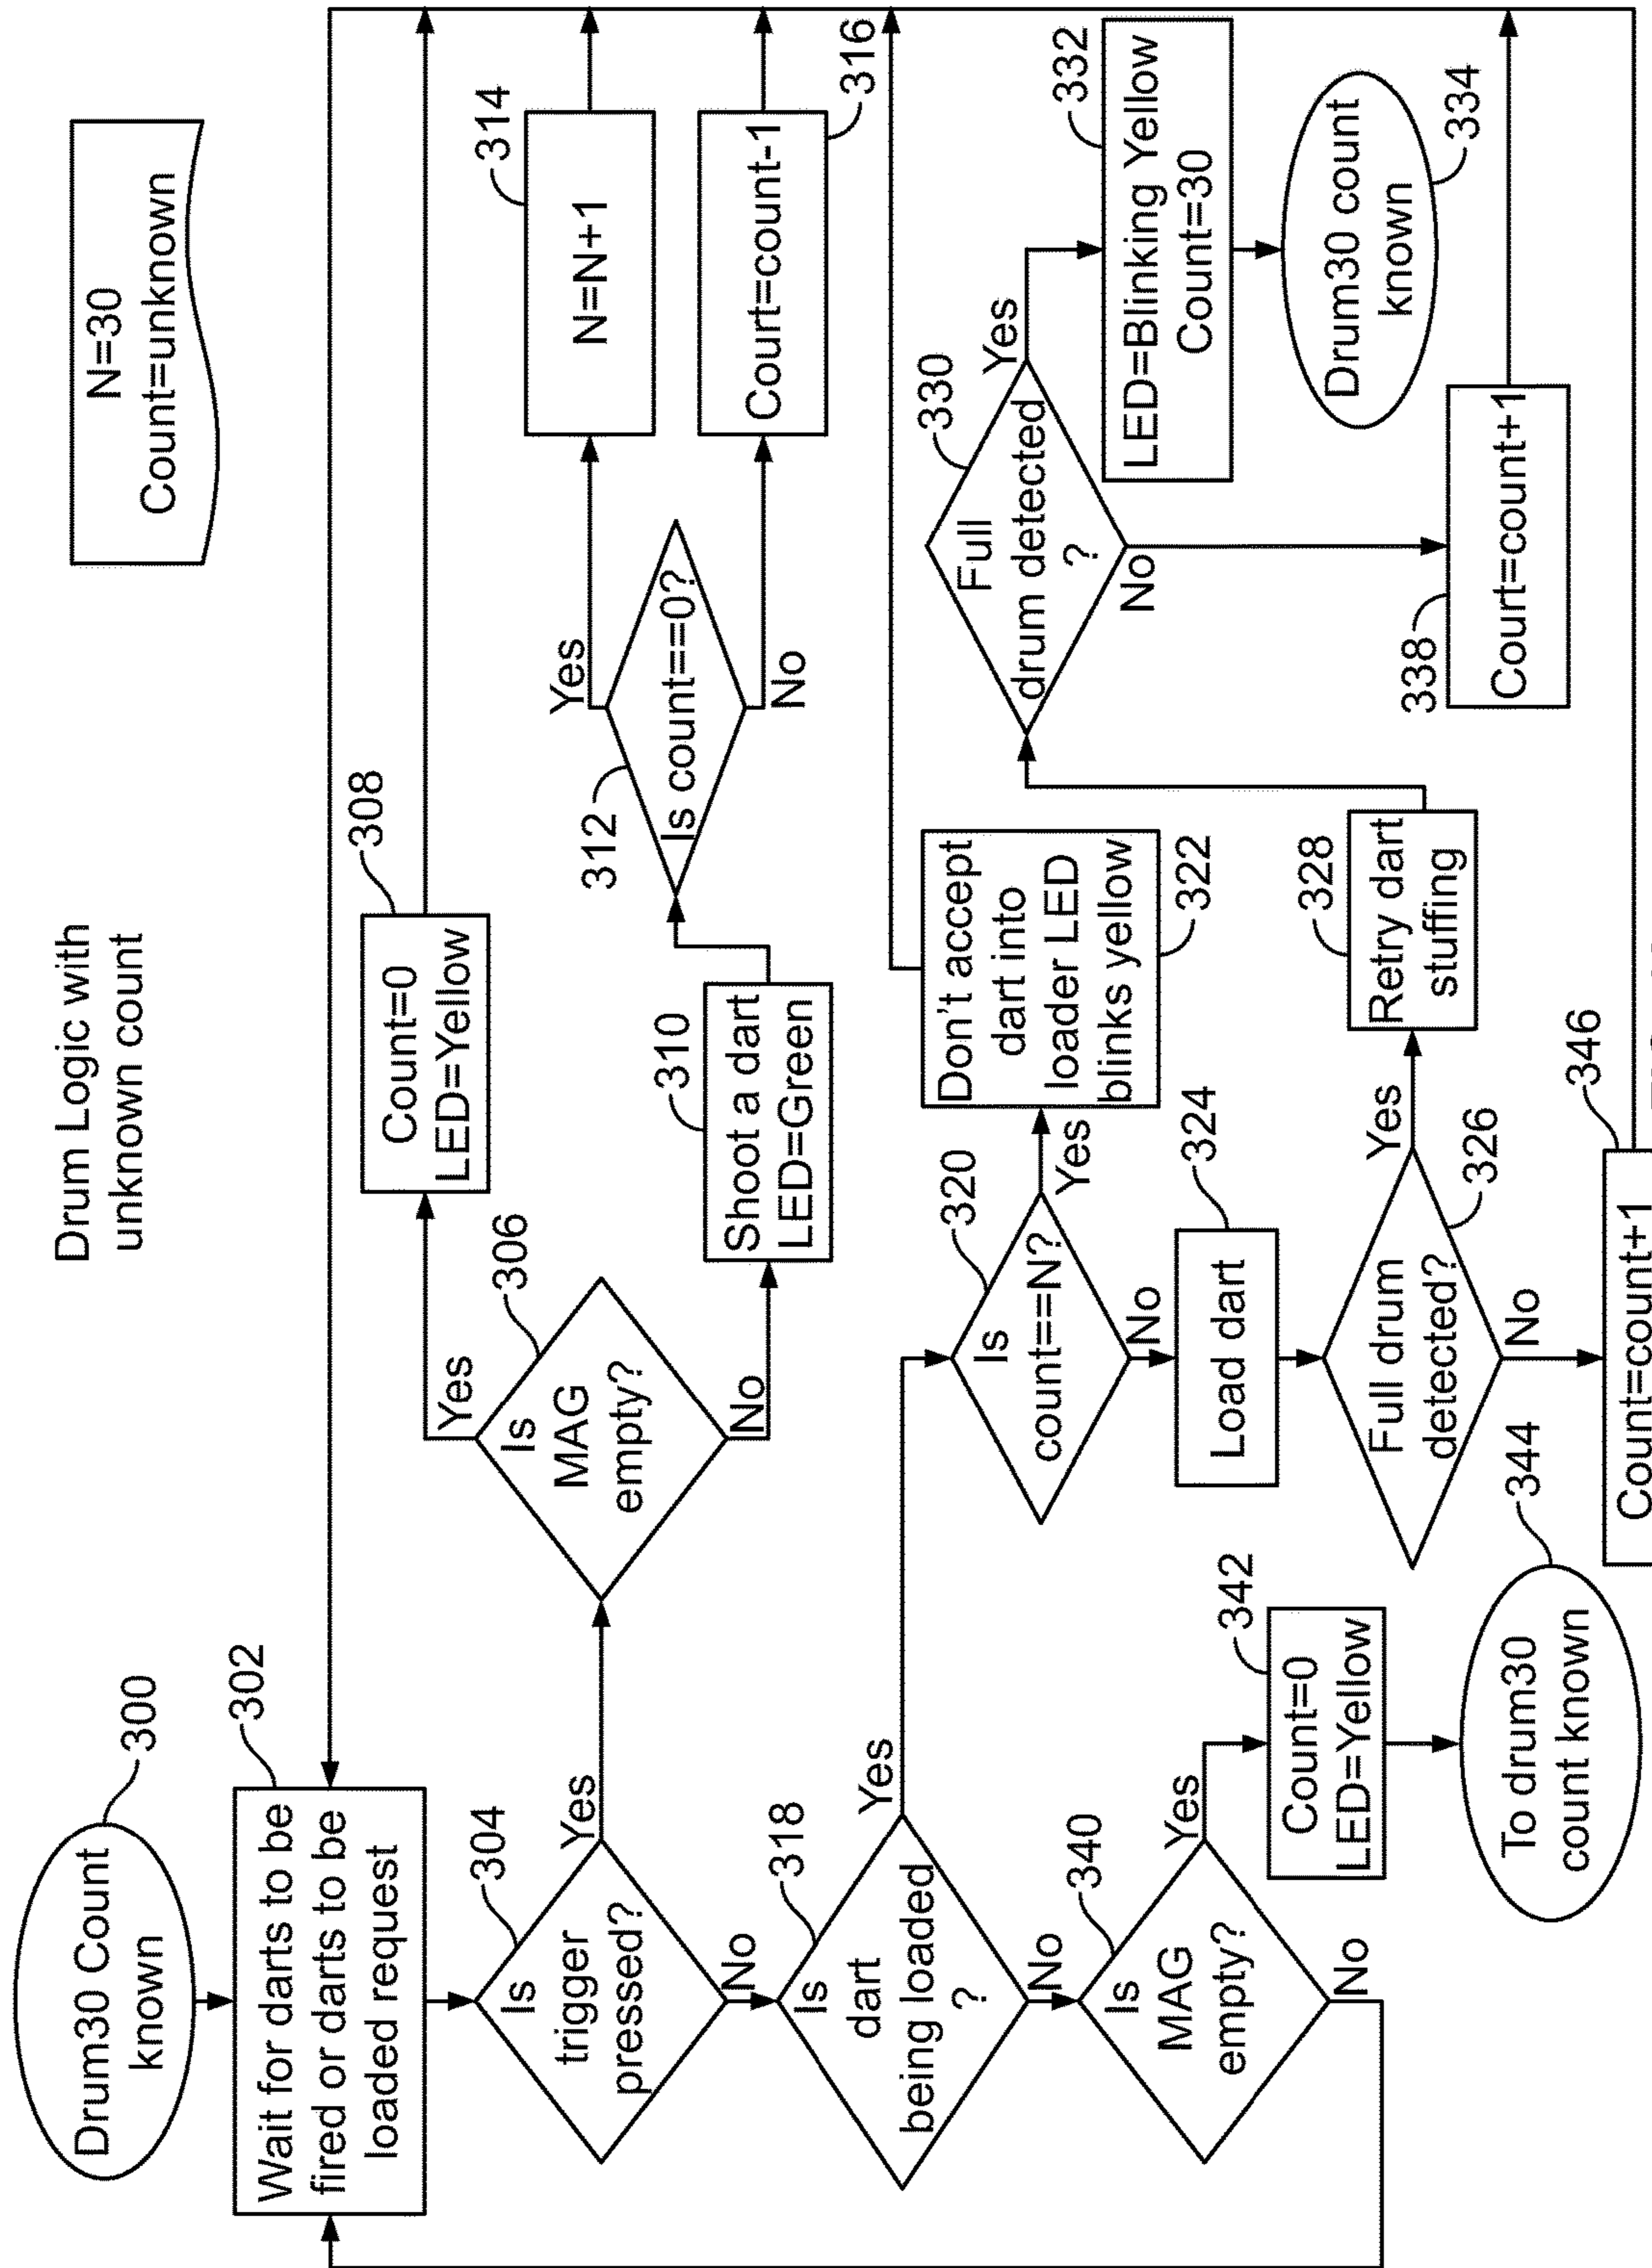 Drum Logic with
unknown count
N=30
Count=unknown
Drum30 Count
known
300
Wait for darts to be
fired or darts to be
loaded request
302
Is
trigger
pressed?
304
Yes
No
Is
MAG
empty?
306
Yes
No
Count=0
LED=Yellow
308
Shoot a dart
LED=Green
310
Is count==0?
312
Yes
No
N=N+1
314
Court=count-1
316
Is
dart
being loaded
?
318
Yes
No
Is
count==N?
320
Yes
No
Don't accept
dart into
loader LED
blinks yellow
322
Load dart
324
Full drum
detected?
326
Yes
No
Retry dart
stuffing
328
Full
drum detected
?
330
Yes
No
LED=Blinking Yellow
Count=30
332
Drum30 count
known
334
Court=count+1
338
Is
MAG
empty?
340
Yes
No
Count=0
LED=Yellow
342
To drum30
count known
344
Count=count+1
346